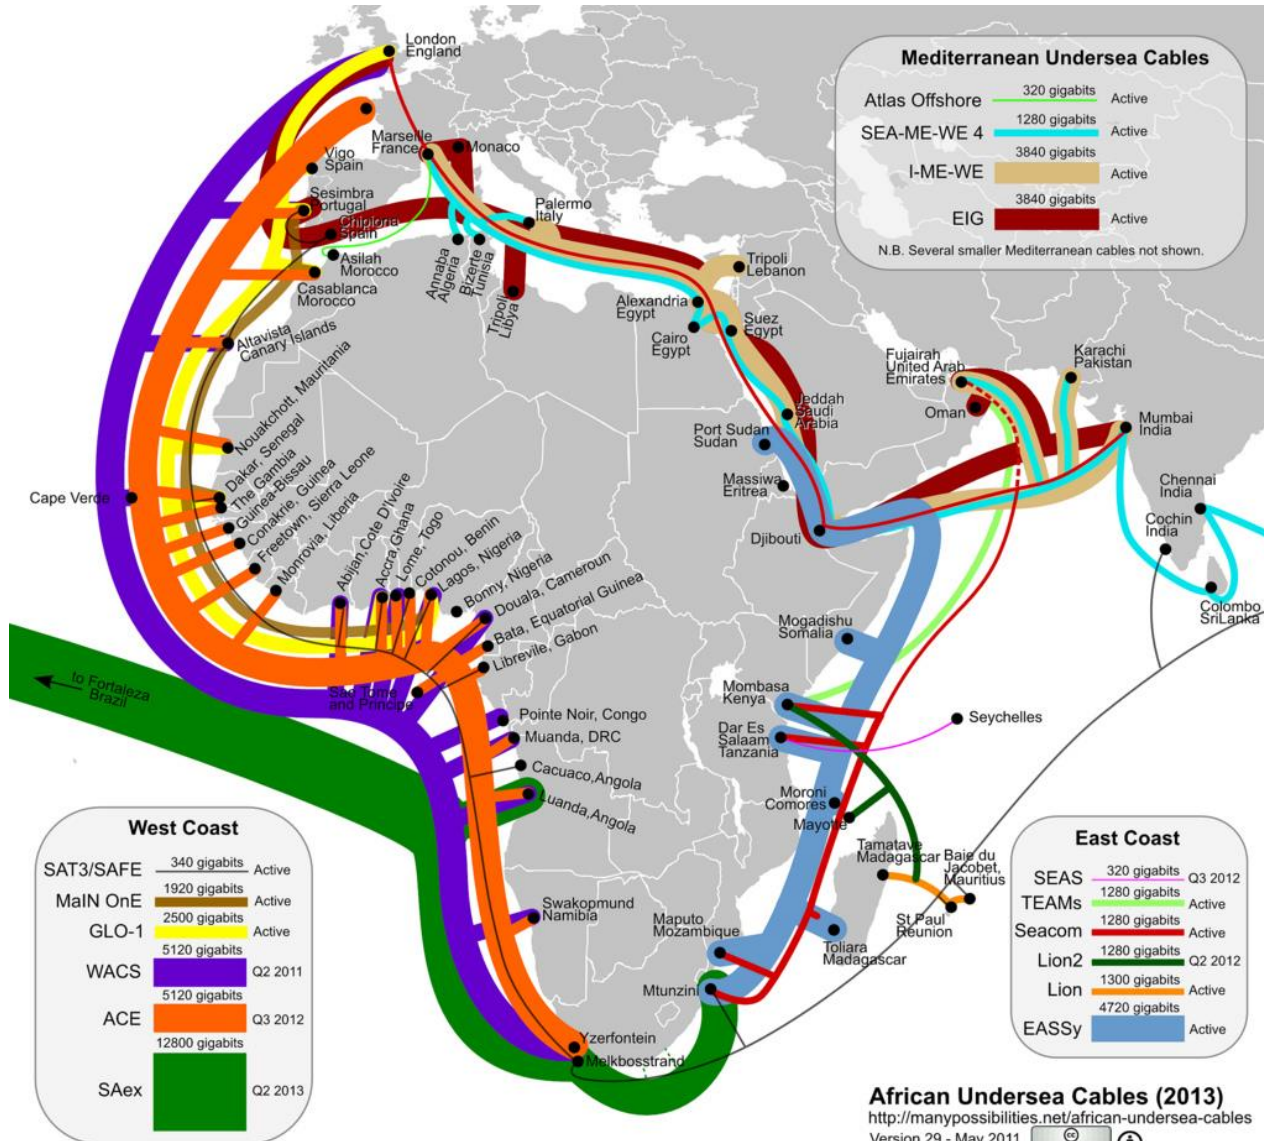 London
England
Marseille
France
Monaco
Vigo
Spain
Sesimbra
Portugal
Chipiona
Spain
Palermo
Italy
Asilah
Morocco
Casablanca
Morocco
Annaba
Algeria
Bizerte
Tunisia
Tripoli
Libya
Tripoli
Lebanon
Alexandria
Egypt
Cairo
Egypt
Suez
Egypt
Altavista
Canary Islands
Jeddah
Saudi
Arabia
Port Sudan
Sudan
Massiwa
Eritrea
Djibouti
Fujairah
United Arab
Emirates
Oman
Karachi
Pakistan
Mumbai
India
Chennai
India
Cochin
India
Colombo
SriLanka
Nouakchott, Mauritania
Dakar, Senegal
The Gambia
Guinea-Bissau
Conakrie, Guinea
Freetown, Sierra Leone
Monrovia, Liberia
Cape Verde
Abijan,Cote D'Ivoire
Accra,Ghana
Lome, Togo
Cotonou, Benin
Lagos, Nigeria
Bonny, Nigeria
Douala, Cameroun
Bata, Equatorial Guinea
Librevile, Gabon
Sao Tome
and Principe
to Fortaleza
Brazil
Pointe Noir, Congo
Muanda, DRC
Cacuaco,Angola
Luanda,Angola
Swakopmund
Namibia
Yzerfontein
Melkbosstrand
Mtunzini
Maputo
Mozambique
Toliara
Madagascar
Mogadishu
Somalia
Mombasa
Kenya
Dar Es
Salaam
Tanzania
Seychelles
Moroni
Comores
Mayotte
Tamatave
Madagascar
Baie du
Jacobet,
Mauritius
St Paul
Reunion
Mediterranean Undersea Cables
Atlas Offshore 320 gigabits Active
SEA-ME-WE 4 1280 gigabits Active
I-ME-WE 3840 gigabits Active
EIG 3840 gigabits Active
N.B. Several smaller Mediterranean cables not shown.
West Coast
SAT3/SAFE 340 gigabits Active
MaIN OnE 1920 gigabits Active
GLO-1 2500 gigabits Active
WACS 5120 gigabits Q2 2011
ACE 5120 gigabits Q3 2012
SAex 12800 gigabits Q2 2013
East Coast
SEAS 320 gigabits Q3 2012
TEAMs 1280 gigabits Active
Seacom 1280 gigabits Active
Lion2 1280 gigabits Q2 2012
Lion 1300 gigabits Active
EASSy 4720 gigabits Active
African Undersea Cables (2013)
http://manypossibilities.net/african-undersea-cables
Version 29 - May 2011
cc